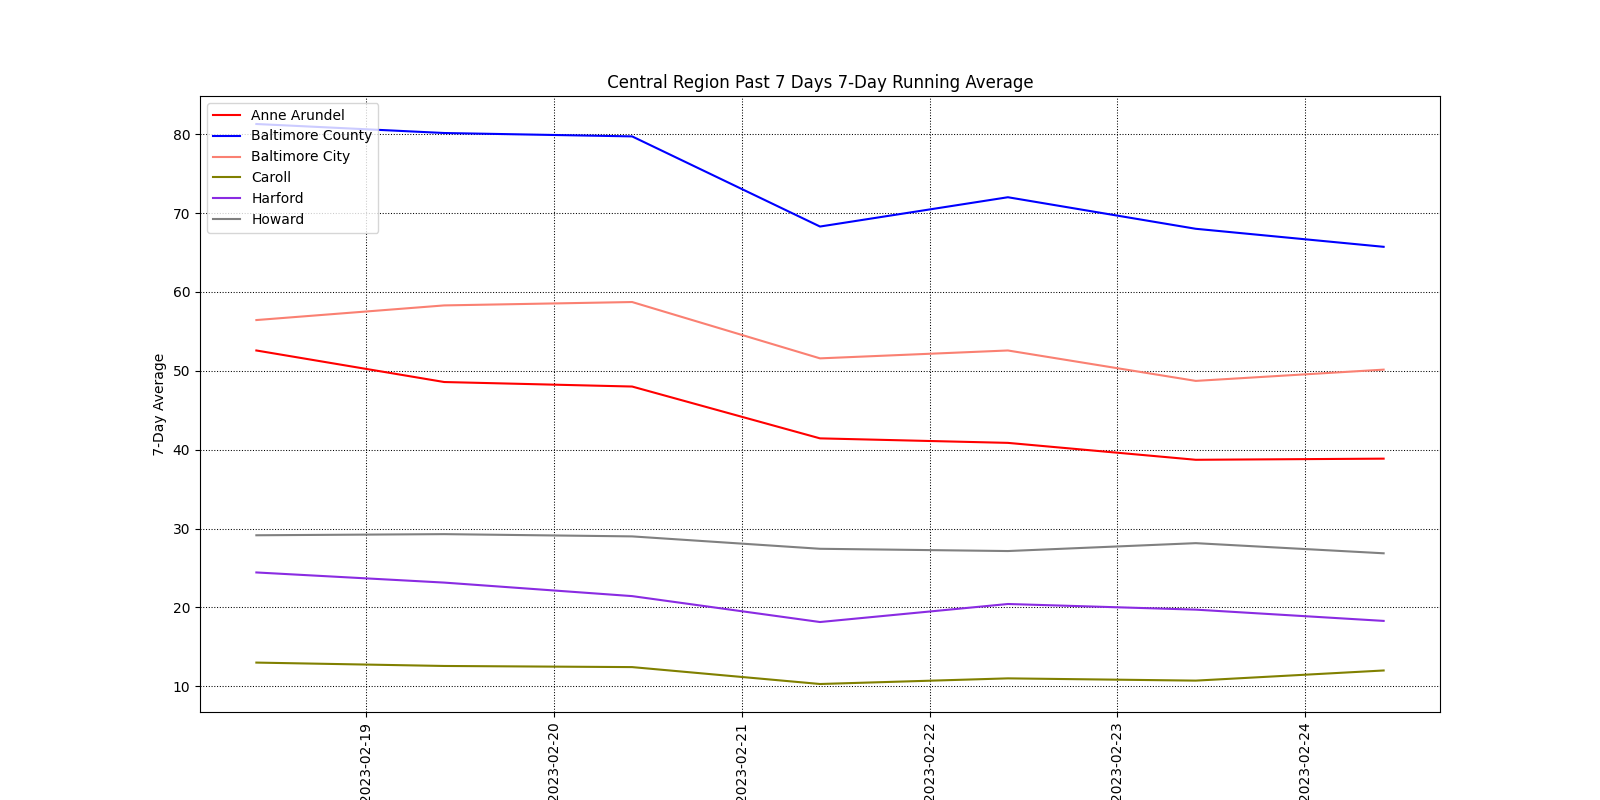 Central Region Past 7 Days 7-Day Running Average
Anne Arundel
Baltimore County
Baltimore City
Caroll
Harford
Howard
7-Day Average
80
70
60
50
40
30
20
10
2023-02-19
2023-02-20
2023-02-21
2023-02-22
2023-02-23
2023-02-24